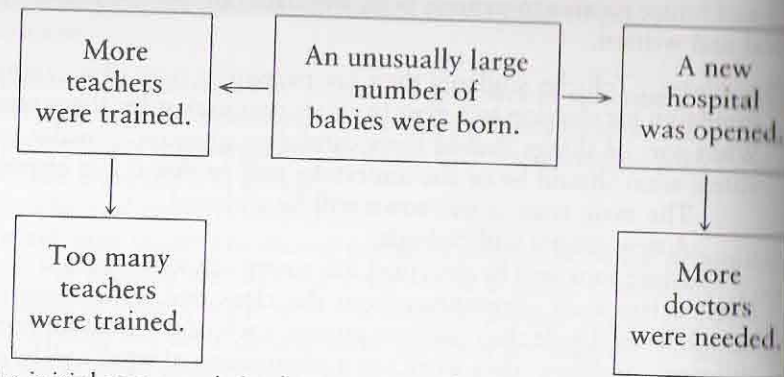 More
teachers
were trained.
An unusually large
number of
babies were born.
A new
hospital
was opened.
Too many
teachers
were trained.
More
doctors
were needed.